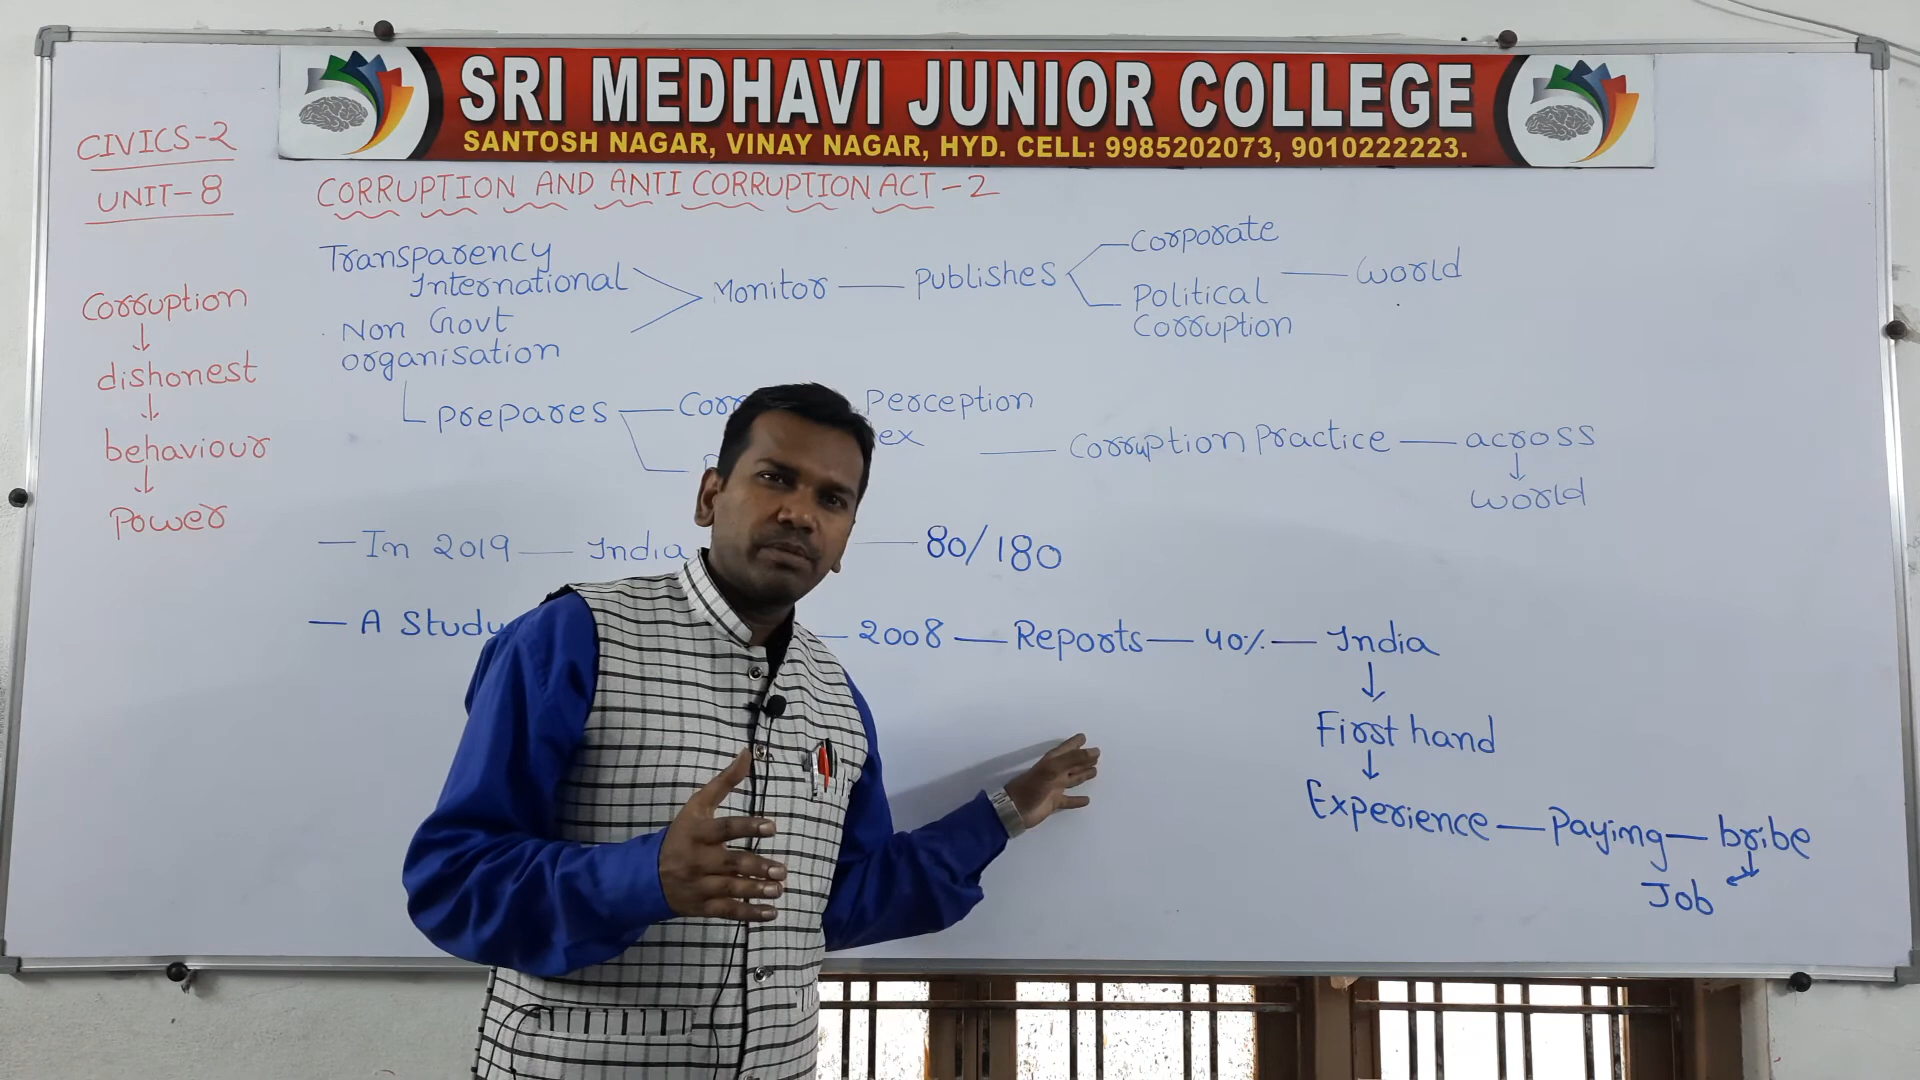 SRI MEDHAVI JUNIOR COLLEGE
SANTOSH NAGAR, VINAY NAGAR, HYD. CELL: 9985202073, 9010222223.
CIVICS-2
UNIT-8
CORRUPTION AND ANTI CORRUPTION ACT-2
Corruption
↓
dishonest
↓
behaviour
↓
Power
Transparency
International
Non Govt
organisation
Monitor — Publishes
Corporate
Political
Corruption
— World
prepares — Perception
— Corruption Practice — across
↓
World
— In 2019 — India — 80/180
— A Study — 2008 — Reports — 40% — India
↓
First hand
↓
Experience — Paying — bribe
Job